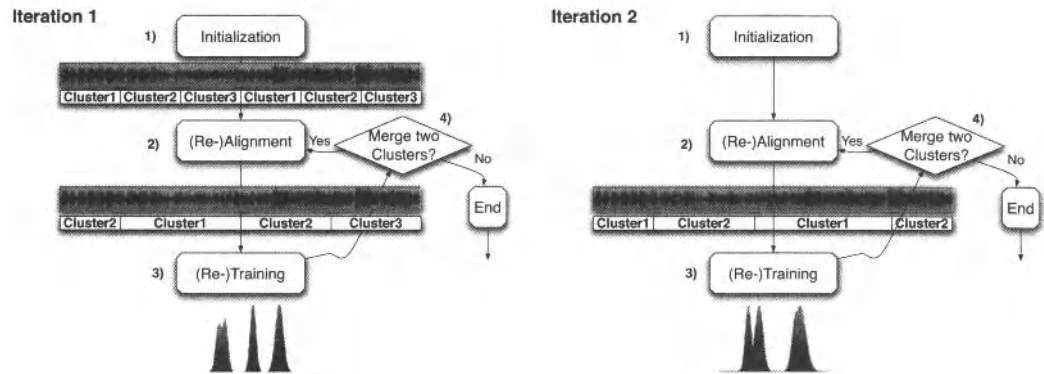 Iteration 1
1)
Initialization
Cluster1 Cluster2 Cluster3 Cluster1 Cluster2 Cluster3
4)
2)
(Re-)Alignment
Yes
Merge two
Clusters?
No
End
Cluster2 Cluster1 Cluster2 Cluster3
3)
(Re-)Training
Iteration 2
1)
Initialization
4)
2)
(Re-)Alignment
Yes
Merge two
Clusters?
No
End
Cluster1 Cluster2 Cluster1 Cluster2
3)
(Re-)Training